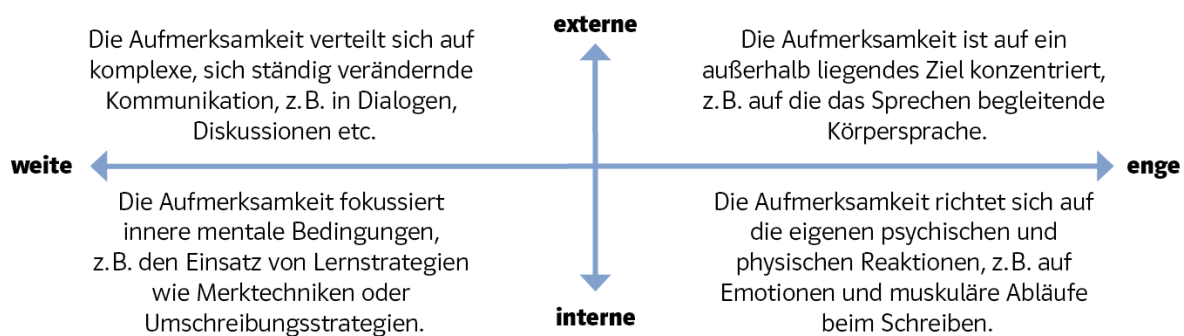 externe
Die Aufmerksamkeit verteilt sich auf
komplexe, sich ständig verändernde
Kommunikation, z.B. in Dialogen,
Diskussionen etc.
Die Aufmerksamkeit ist auf ein
außerhalb liegendes Ziel konzentriert,
z.B. auf die das Sprechen begleitende
Körpersprache.
weite
enge
Die Aufmerksamkeit fokussiert
innere mentale Bedingungen,
z.B. den Einsatz von Lernstrategien
wie Merktechniken oder
Umschreibungsstrategien.
Die Aufmerksamkeit richtet sich auf
die eigenen psychischen und
physischen Reaktionen, z.B. auf
Emotionen und muskuläre Abläufe
beim Schreiben.
interne